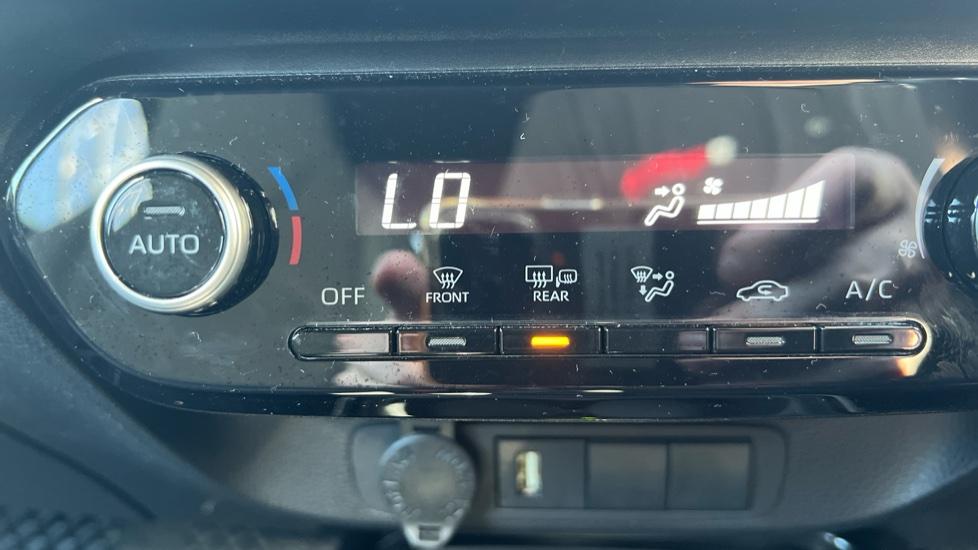 LO
AUTO
OFF FRONT REAR A/C